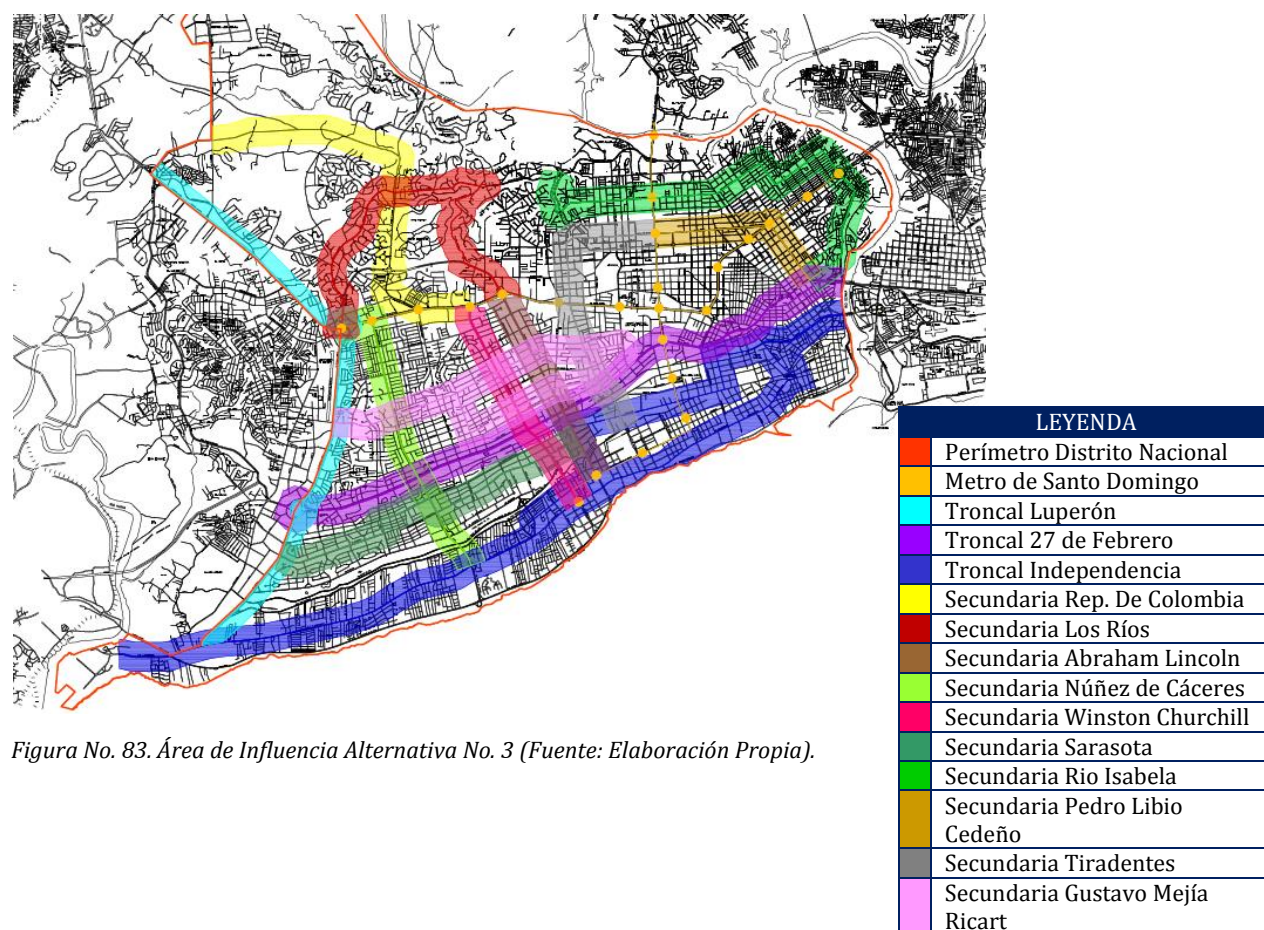 LEYENDA
Perímetro Distrito Nacional
Metro de Santo Domingo
Troncal Luperón
Troncal 27 de Febrero
Troncal Independencia
Secundaria Rep. De Colombia
Secundaria Los Ríos
Secundaria Abraham Lincoln
Secundaria Núñez de Cáceres
Secundaria Winston Churchill
Secundaria Sarasota
Secundaria Rio Isabela
Secundaria Pedro Libio
Cedeño
Secundaria Tiradentes
Secundaria Gustavo Mejía
Ricart
Figura No. 83. Área de Influencia Alternativa No. 3 (Fuente: Elaboración Propia).